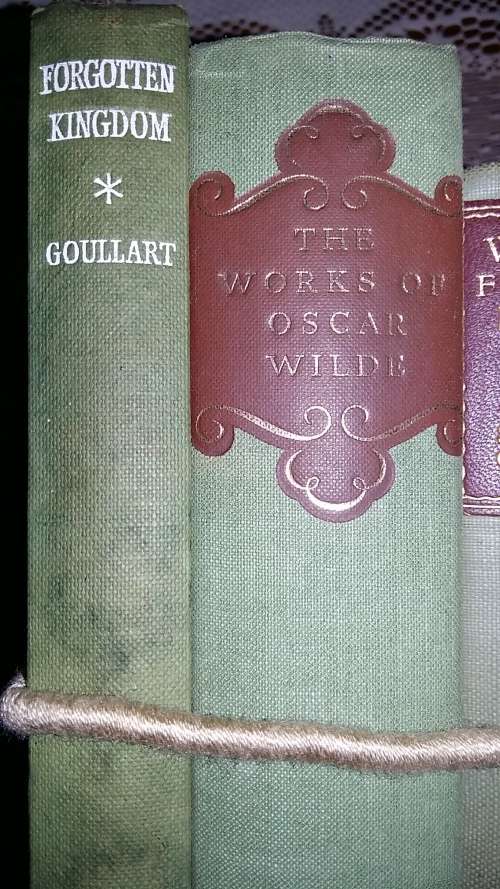 FORGOTTEN
KINGDOM
*
GOULLART
THE
WORKS OF
OSCAR
WILDE